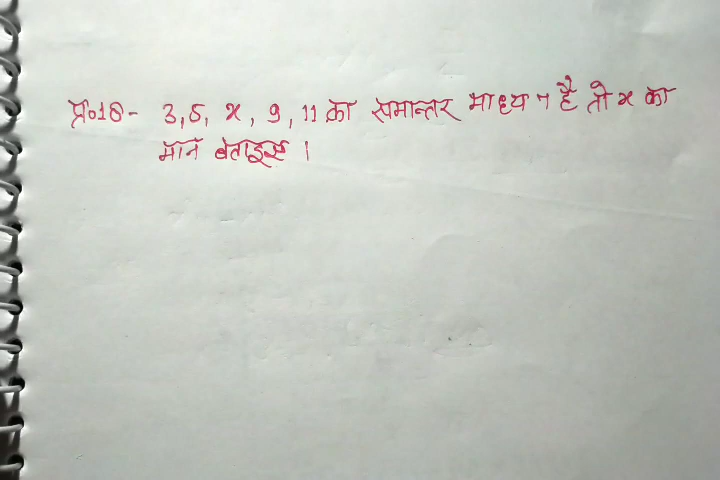 प्र०18- 3,5, x, 9, 11 का समान्तर माध्य 7 है तो x का
मान बताइए ।